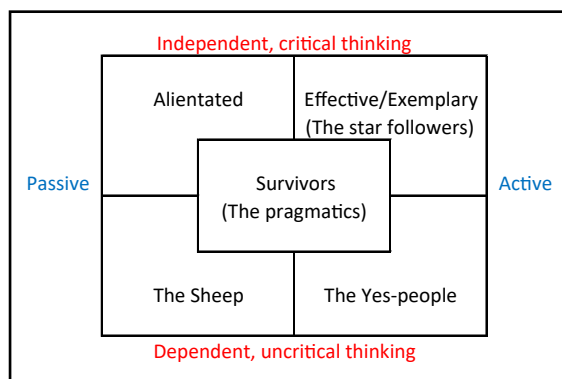 Independent, critical thinking
Alientated
Effective/Exemplary
(The star followers)
Passive
Survivors
(The pragmatics)
Active
The Sheep
The Yes-people
Dependent, uncritical thinking